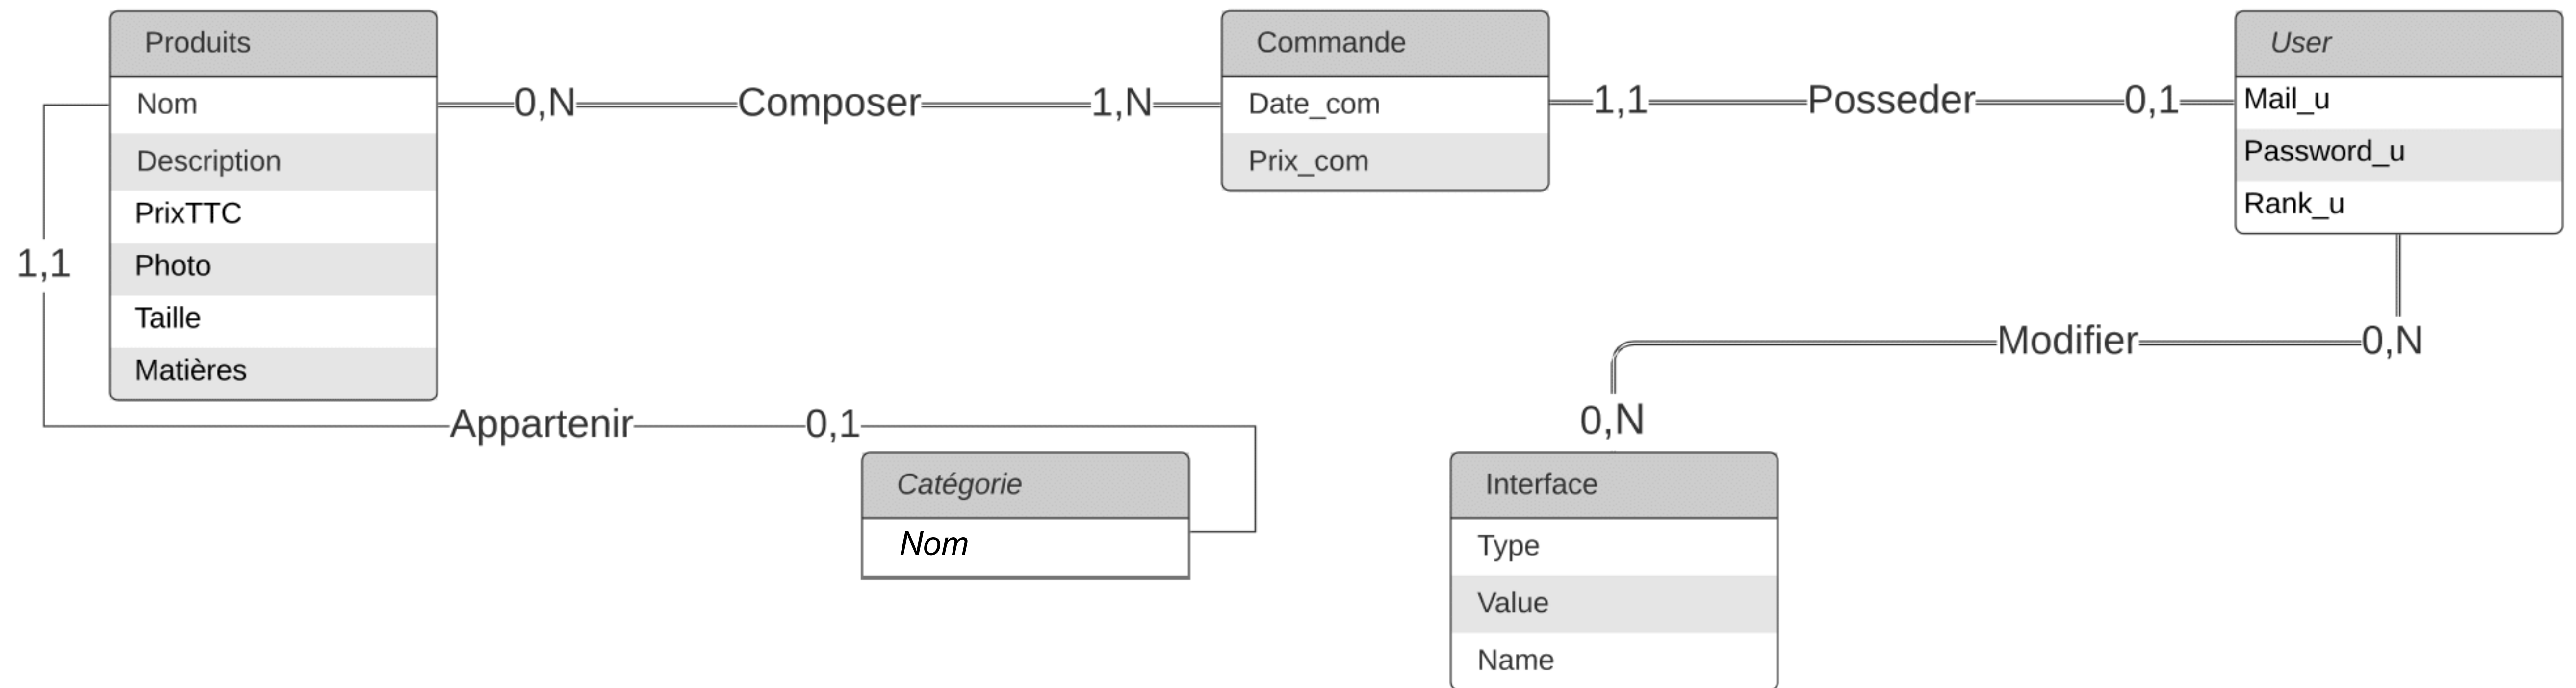 Produits
Nom
Description
PrixTTC
Photo
Taille
Matières
0,N
Composer
1,N
Commande
Date_com
Prix_com
1,1
Posseder
0,1
User
Mail_u
Password_u
Rank_u
1,1
Appartenir
0,1
Catégorie
Nom
0,N
Modifier
0,N
Interface
Type
Value
Name